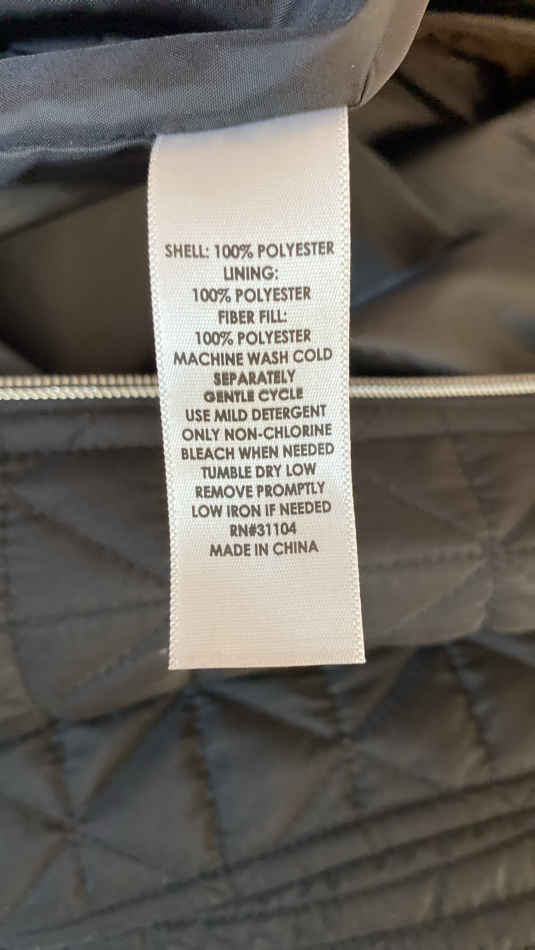 SHELL: 100% POLYESTER
LINING:
100% POLYESTER
FIBER FILL:
100% POLYESTER
MACHINE WASH COLD
SEPARATELY
GENTLE CYCLE
USE MILD DETERGENT
ONLY NON-CHLORINE
BLEACH WHEN NEEDED
TUMBLE DRY LOW
REMOVE PROMPTLY
LOW IRON IF NEEDED
RN#31104
MADE IN CHINA